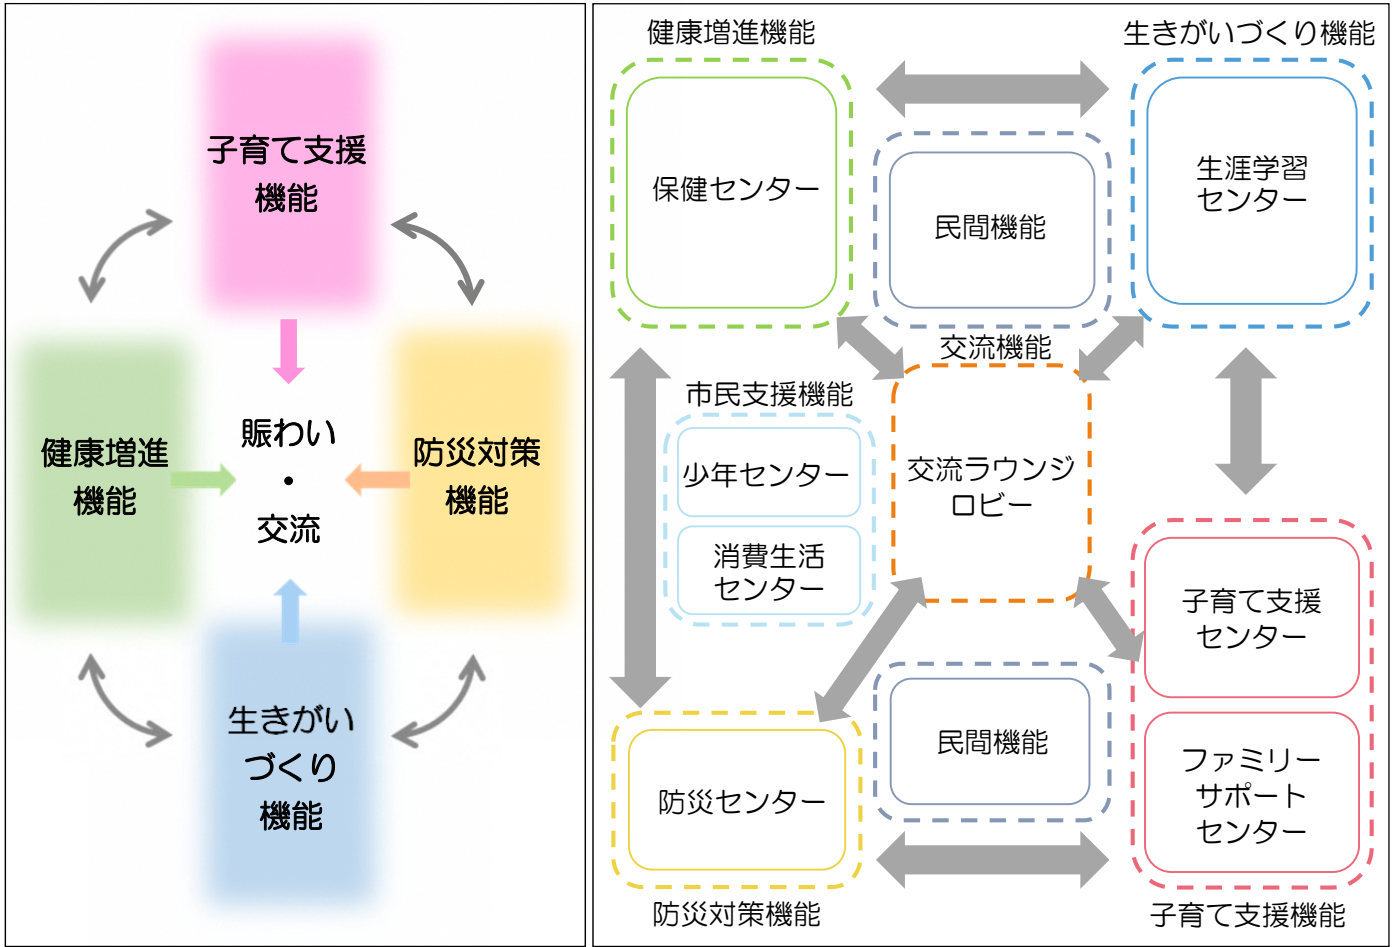 子育て支援
機能
健康増進
機能
賑わい
・
交流
防災対策
機能
生きがい
づくり
機能
健康増進機能
生きがいづくり機能
保健センター
民間機能
生涯学習
センター
交流機能
市民支援機能
少年センター
消費生活
センター
交流ラウンジ
ロビー
子育て支援
センター
ファミリー
サポート
センター
民間機能
防災センター
防災対策機能
子育て支援機能